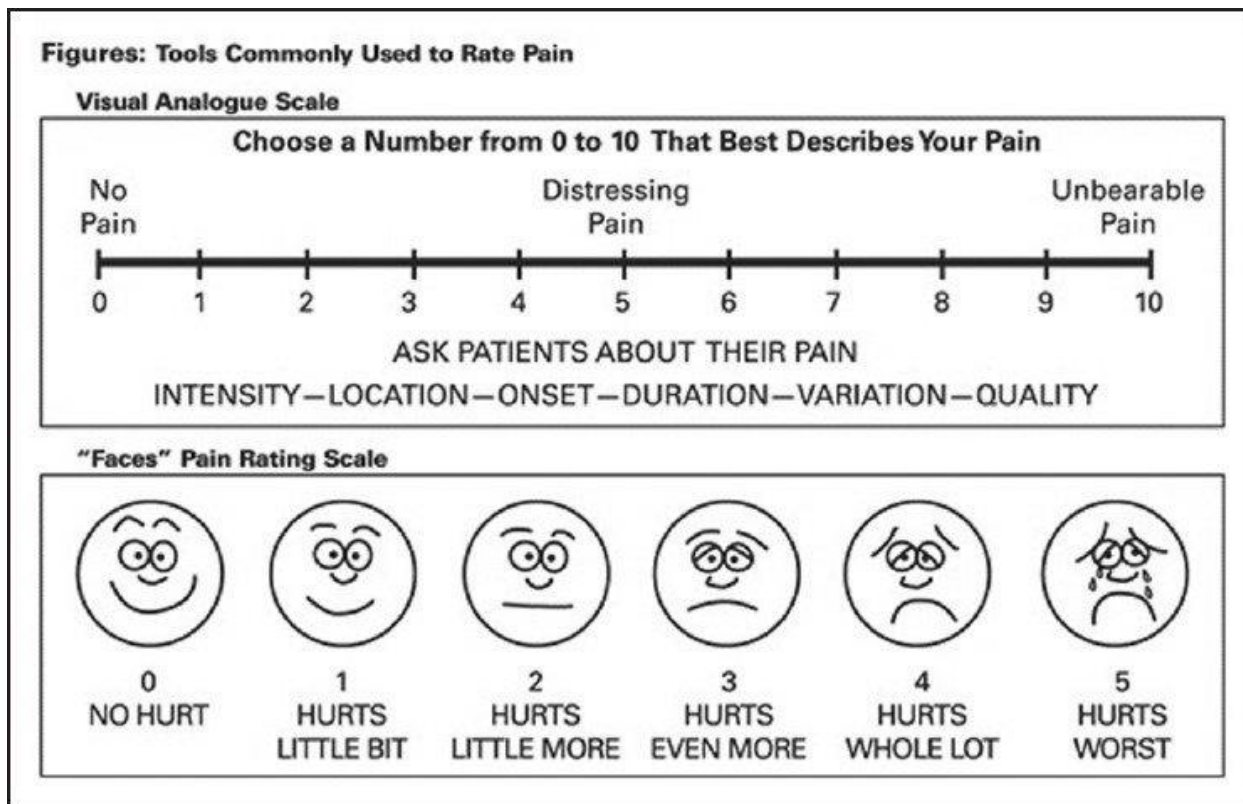 Figures: Tools Commonly Used to Rate Pain
Visual Analogue Scale
Choose a Number from 0 to 10 That Best Describes Your Pain
No Pain
Distressing Pain
Unbearable Pain
0 1 2 3 4 5 6 7 8 9 10
ASK PATIENTS ABOUT THEIR PAIN
INTENSITY—LOCATION—ONSET—DURATION—VARIATION—QUALITY
"Faces" Pain Rating Scale
0
NO HURT
1
HURTS
LITTLE BIT
2
HURTS
LITTLE MORE
3
HURTS
EVEN MORE
4
HURTS
WHOLE LOT
5
HURTS
WORST